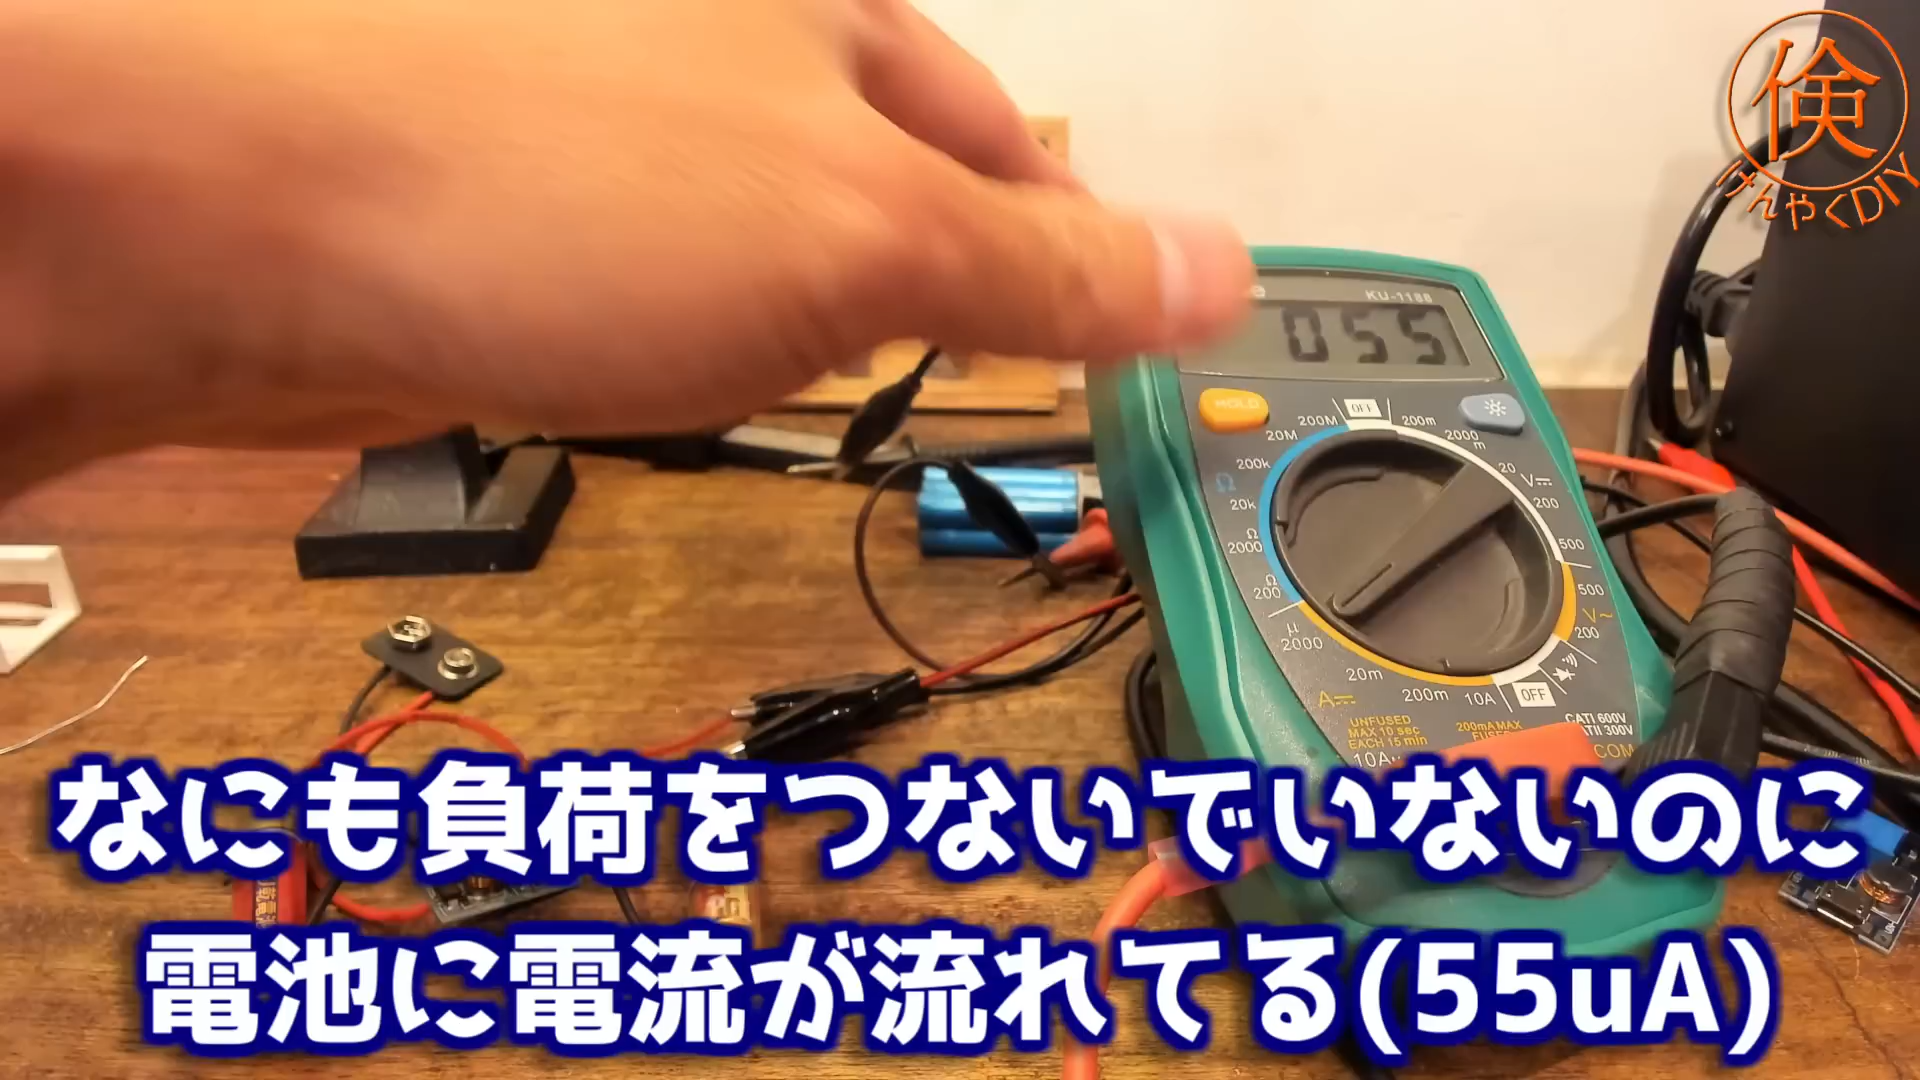 倹
けんやくDIY
KU-1188
055
HOLD
OFF
200M
200m
20M
2000
m
200k
20
V
Ω
200
20k
Ω
2000
500
Ω
200
500
V~
μ
2000
200
20m
200m
10A
OFF
A
UNFUSED
MAX 10 sec
EACH 15 min
200mA MAX
CATI 600V
ATII 300V
10A
COM
なにも負荷をつないでいないのに
電池に電流が流れてる(55uA)